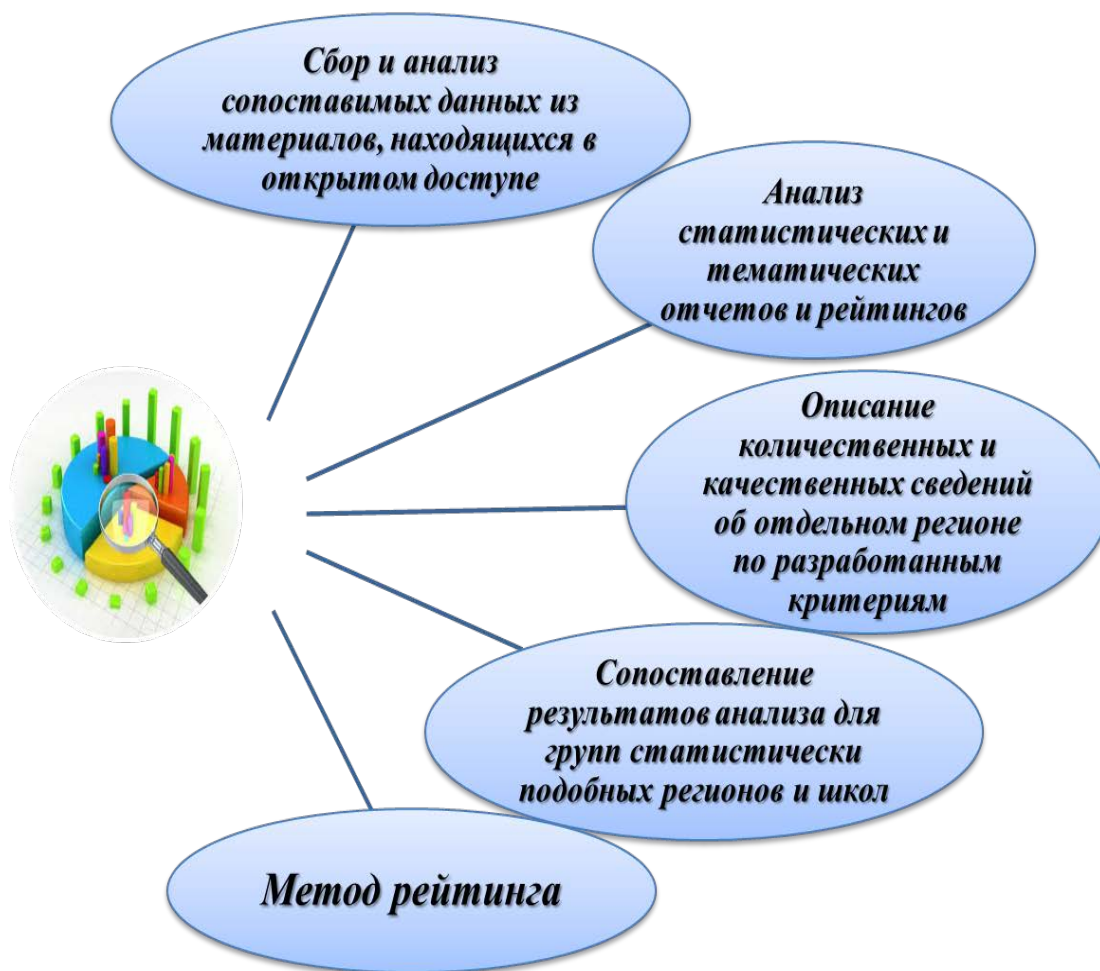 Сбор и анализ
сопоставимых данных из
материалов, находящихся в
открытом доступе
Анализ
статистических и
тематических
отчетов и рейтингов
Описание
количественных и
качественных сведений
об отдельном регионе
по разработанным
критериям
Сопоставление
результатов анализа для
групп статистически
подобных регионов и школ
Метод рейтинга